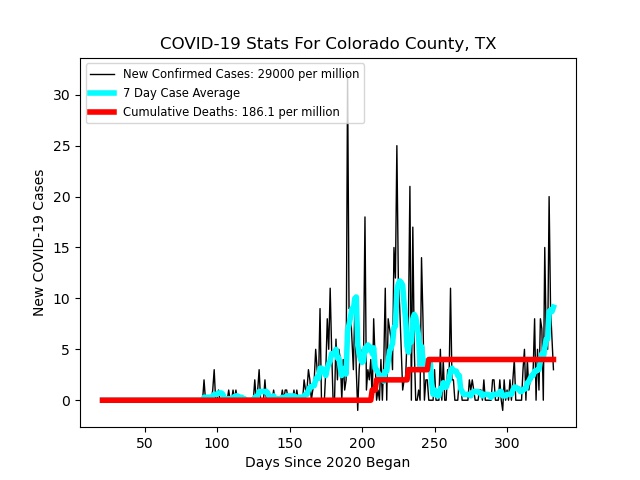 COVID-19 Stats For Colorado County, TX
New Confirmed Cases: 29000 per million
7 Day Case Average
Cumulative Deaths: 186.1 per million
New COVID-19 Cases
30
25
20
15
10
5
0
50 100 150 200 250 300
Days Since 2020 Began